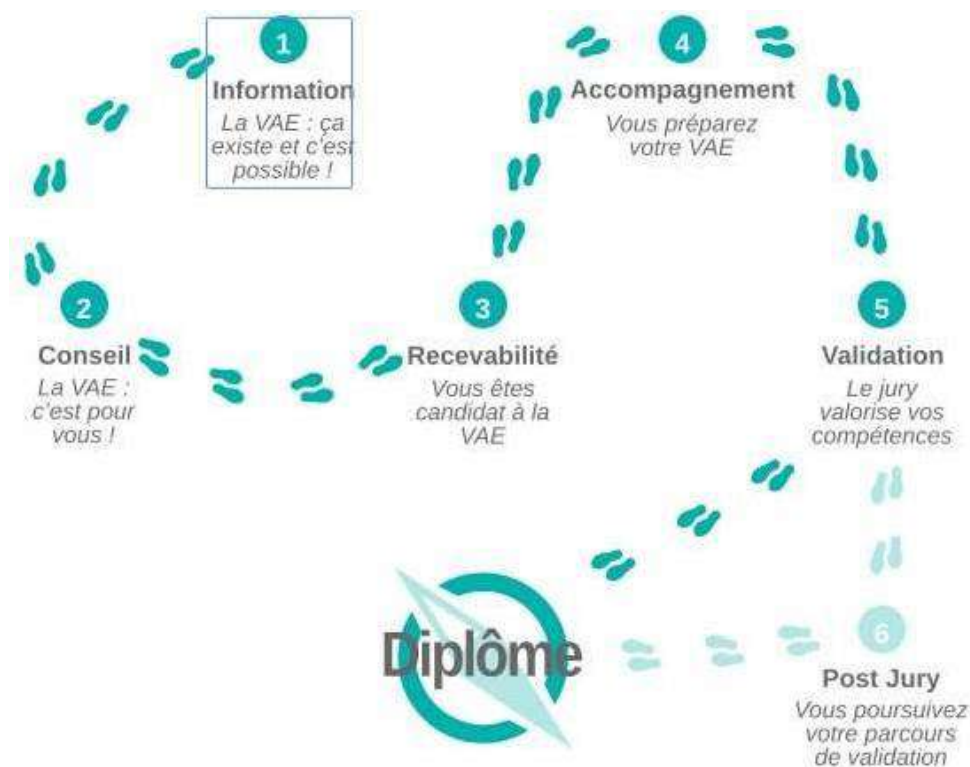 1
Information
La VAE : ça
existe et c'est
possible !
2
Conseil
La VAE :
c'est pour
vous !
3
Recevabilité
Vous êtes
candidat à la
VAE
4
Accompagnement
Vous préparez
votre VAE
5
Validation
Le jury
valorise vos
compétences
6
Post Jury
Vous poursuivez
votre parcours
de validation
Diplôme